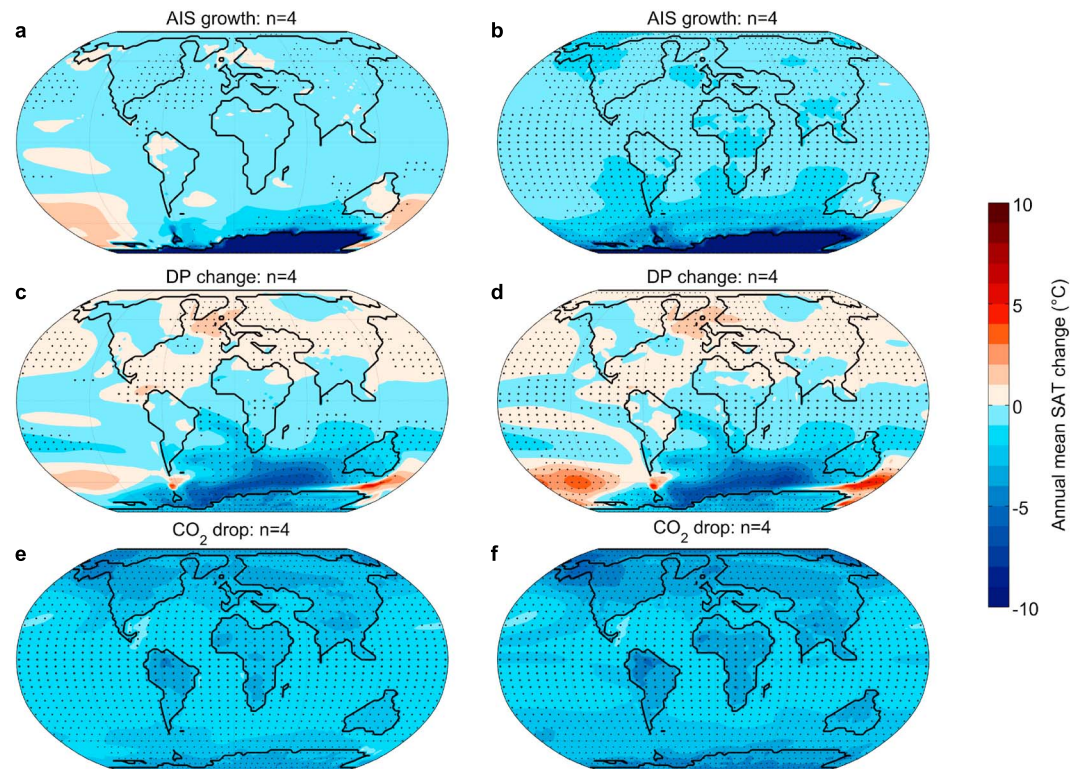 AIS growth: n=4
AIS growth: n=4
a
b
DP change: n=4
DP change: n=4
c
d
CO2 drop: n=4
CO2 drop: n=4
e
f
10
5
0
-5
-10
Annual mean SAT change (°C)